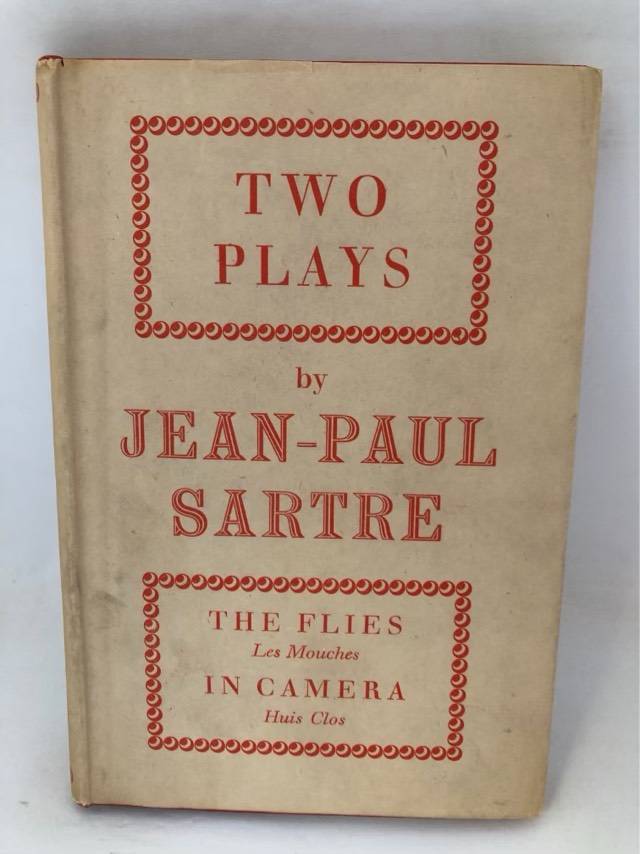 TWO
PLAYS
by
JEAN-PAUL
SARTRE
THE FLIES
Les Mouches
IN CAMERA
Huis Clos